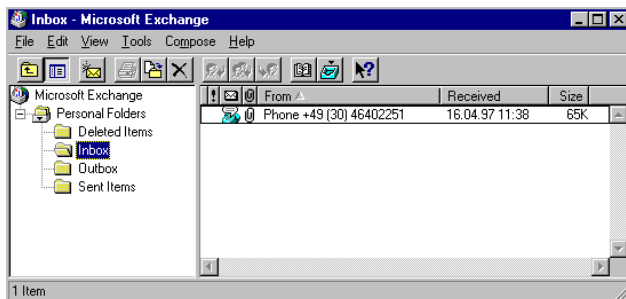 Inbox - Microsoft Exchange
File Edit View Tools Compose Help
Microsoft Exchange
Personal Folders
Deleted Items
Inbox
Outbox
Sent Items
! From Received Size
Phone +49 (30) 46402251 16.04.97 11:38 65K
1 Item